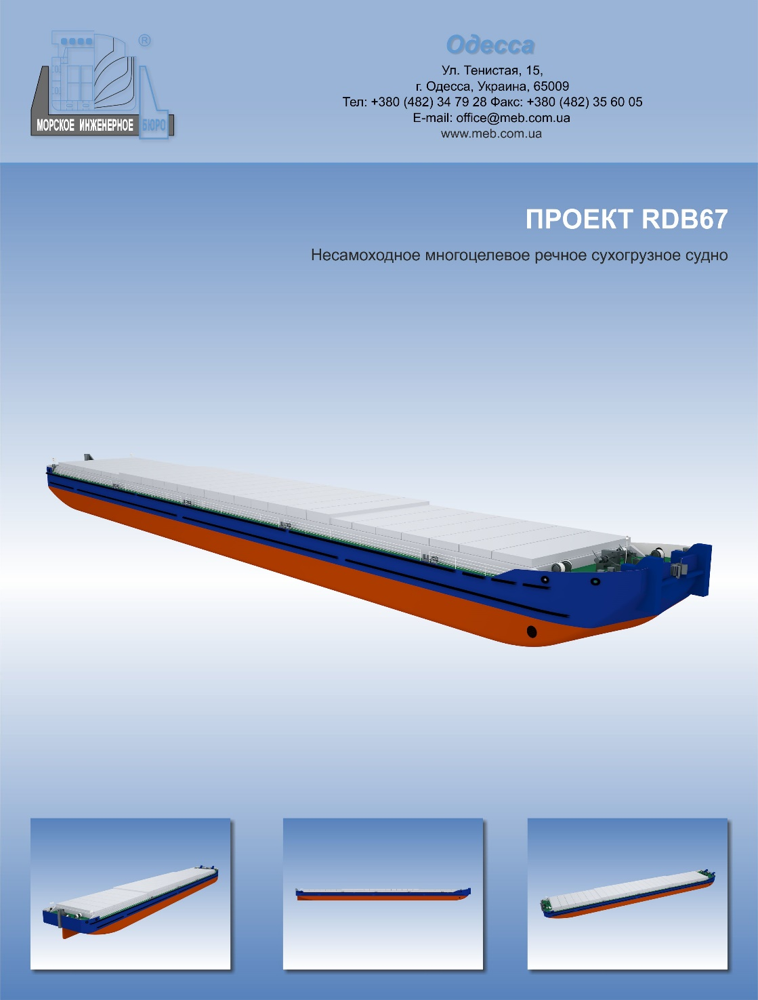 ®
МОРСКОЕ ИНЖЕНЕРНОЕ БЮРО
Одесса
Ул. Тенистая, 15,
г. Одесса, Украина, 65009
Тел: +380 (482) 34 79 28 Факс: +380 (482) 35 60 05
E-mail: office@meb.com.ua
www.meb.com.ua
ПРОЕКТ RDB67
Несамоходное многоцелевое речное сухогрузное судно